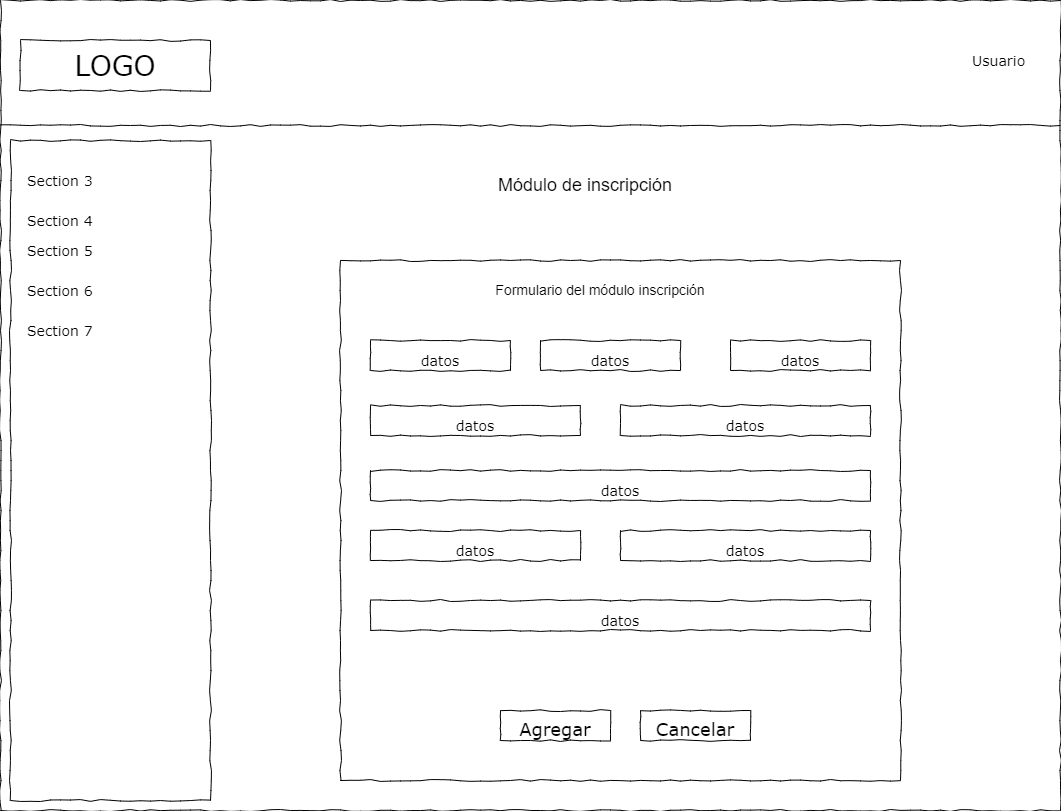 LOGO
Usuario
Section 3
Section 4
Section 5
Section 6
Section 7
Módulo de inscripción
Formulario del módulo inscripción
datos datos datos
datos datos
datos
datos datos
datos
Agregar Cancelar